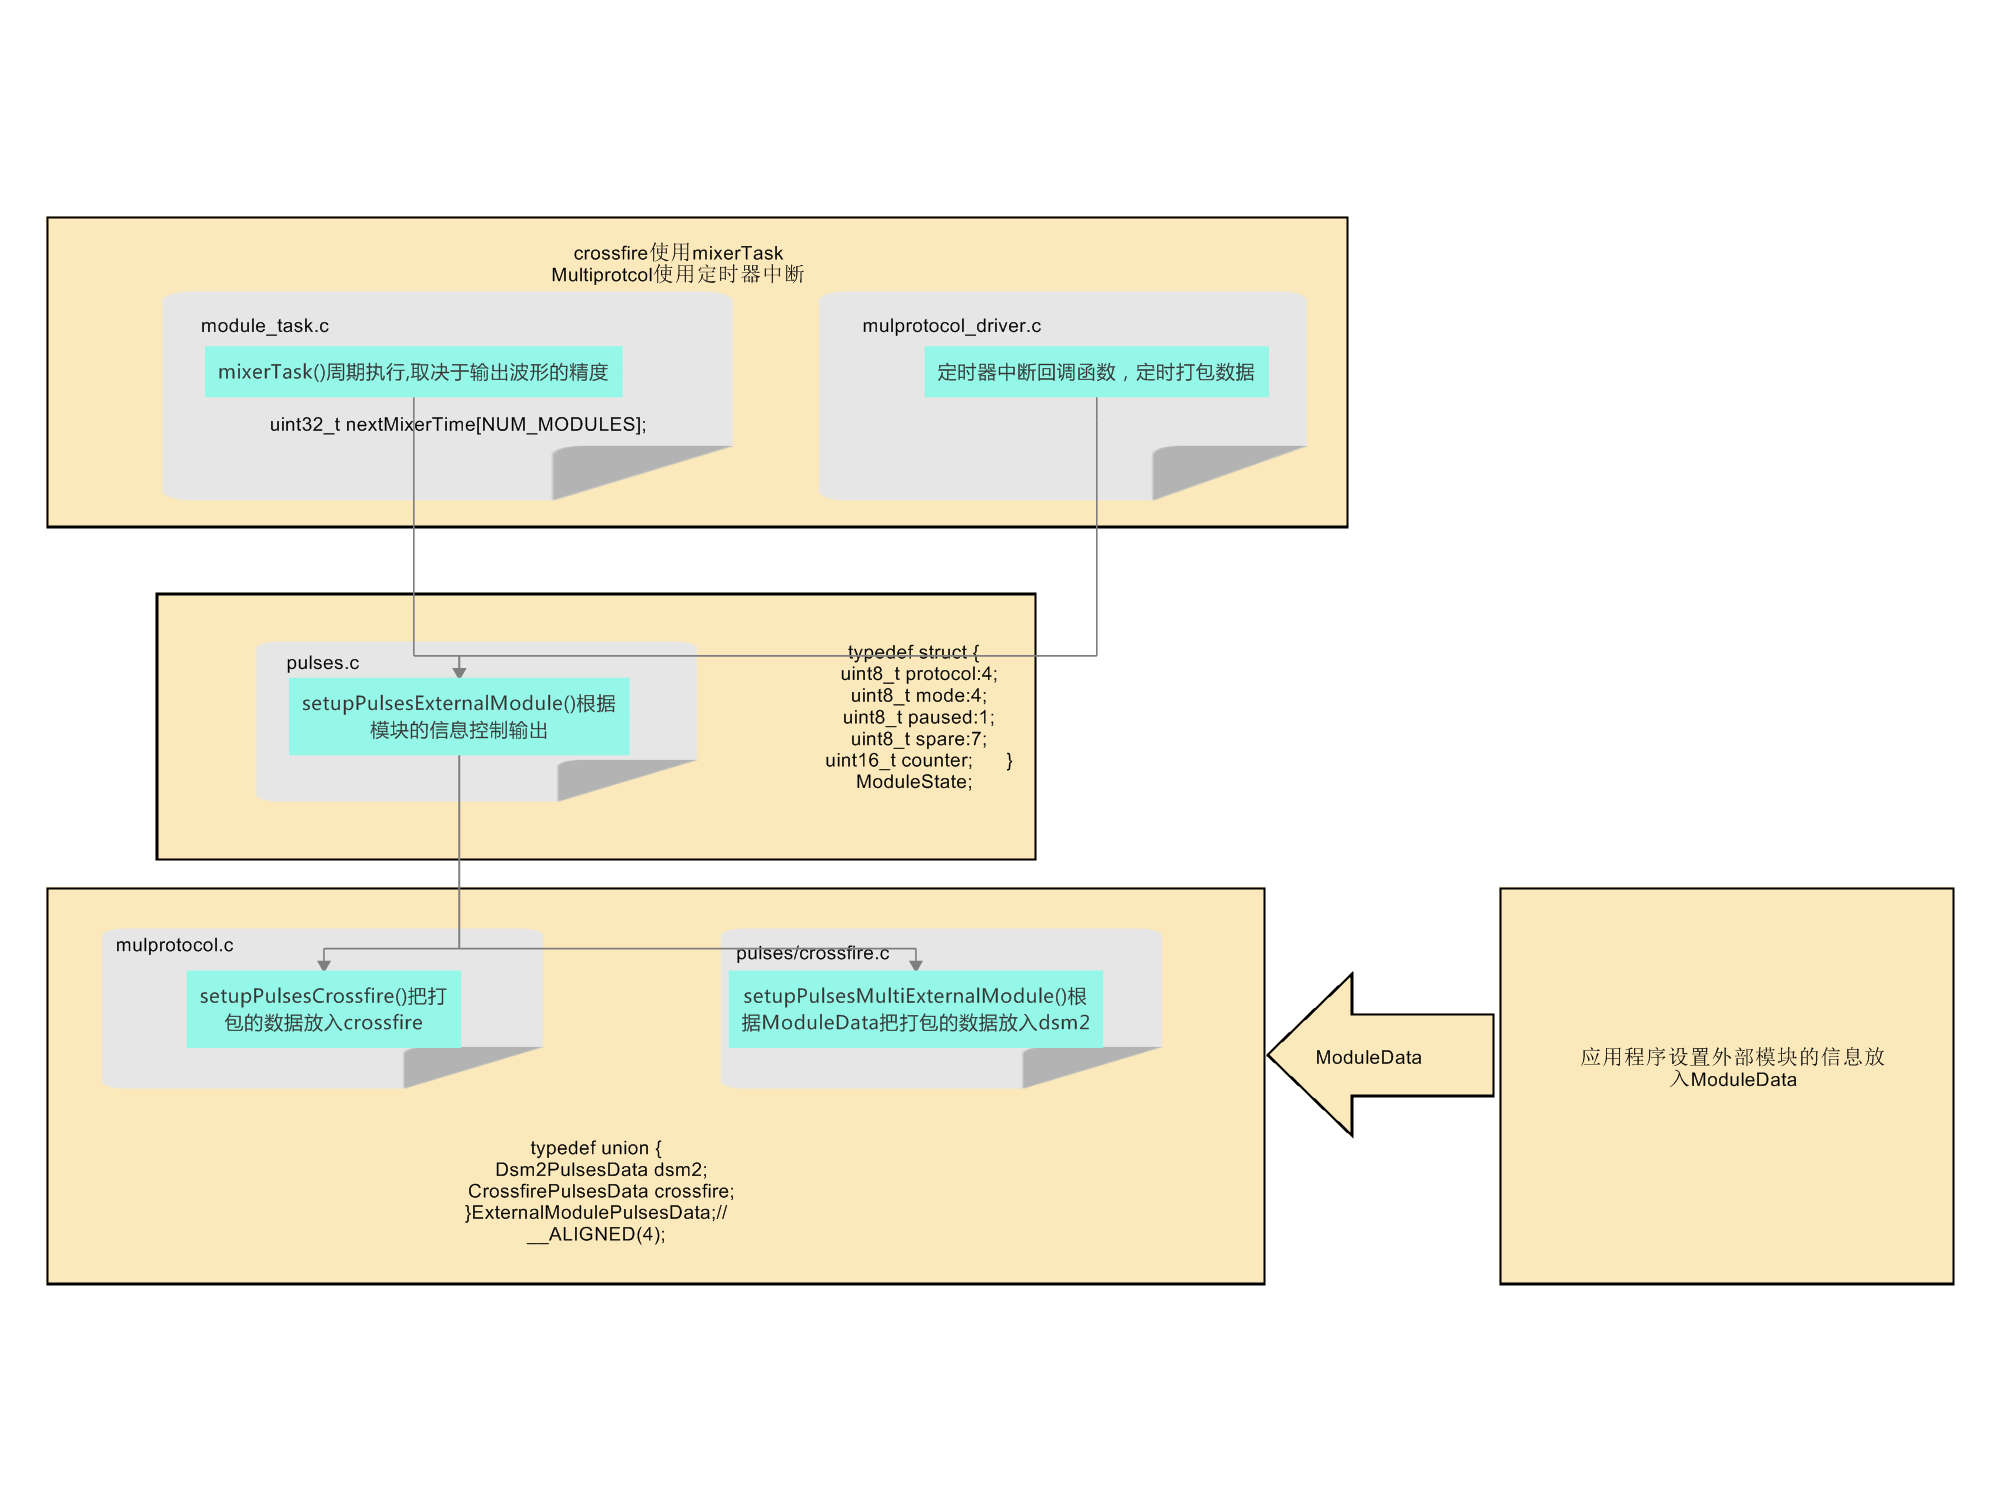 crossfire使用mixerTask
Multiprotcol使用定时器中断
module_task.c
mixerTask()周期执行,取决于输出波形的精度
uint32_t nextMixerTime[NUM_MODULES];
mulprotocol_driver.c
定时器中断回调函数，定时打包数据
pulses.c
setupPulsesExternalModule()根据
模块的信息控制输出
typedef struct {
uint8_t protocol:4;
uint8_t mode:4;
uint8_t paused:1;
uint8_t spare:7;
uint16_t counter; }
ModuleState;
mulprotocol.c
setupPulsesCrossfire()把打
包的数据放入crossfire
pulses/crossfire.c
setupPulsesMultiExternalModule()根
据ModuleData把打包的数据放入dsm2
typedef union {
Dsm2PulsesData dsm2;
CrossfirePulsesData crossfire;
}ExternalModulePulsesData;//
__ALIGNED(4);
ModuleData
应用程序设置外部模块的信息放
入ModuleData